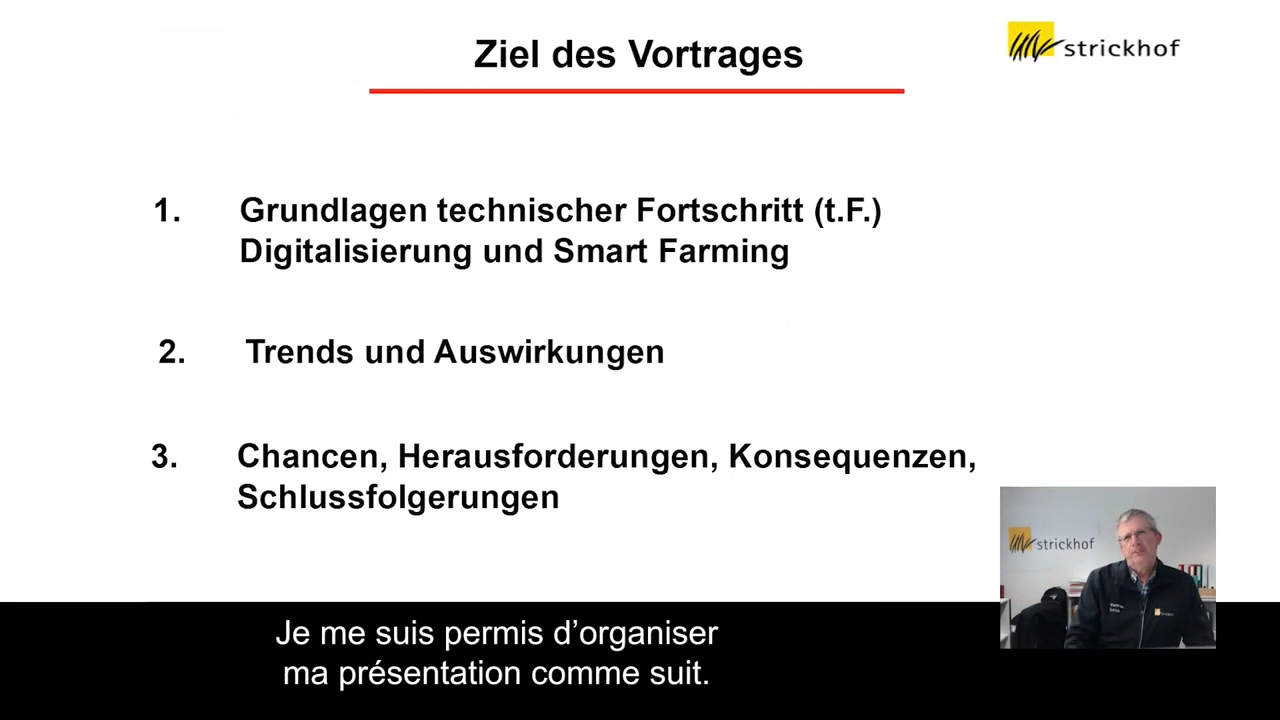 Ziel des Vortrages
strickhof
1. Grundlagen technischer Fortschritt (t.F.)
Digitalisierung und Smart Farming
2. Trends und Auswirkungen
3. Chancen, Herausforderungen, Konsequenzen,
Schlussfolgerungen
strickhof
Je me suis permis d’organiser
ma présentation comme suit.